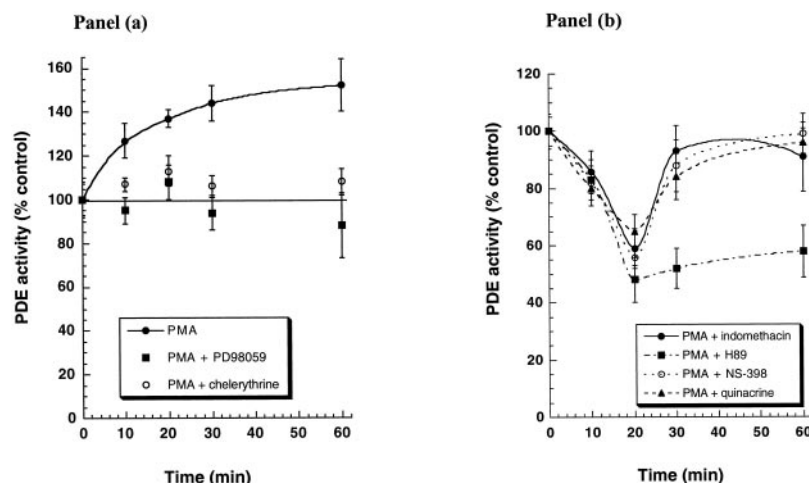 Panel (a)
160
140
120
100
80
60
40
20
0
PDE activity (% control)
0 10 20 30 40 50 60
Time (min)
PMA
PMA + PD98059
PMA + chelerythrine
Panel (b)
120
100
80
60
40
20
0
PDE activity (% control)
0 10 20 30 40 50 60
Time (min)
PMA + indomethacin
PMA + H89
PMA + NS-398
PMA + quinacrine